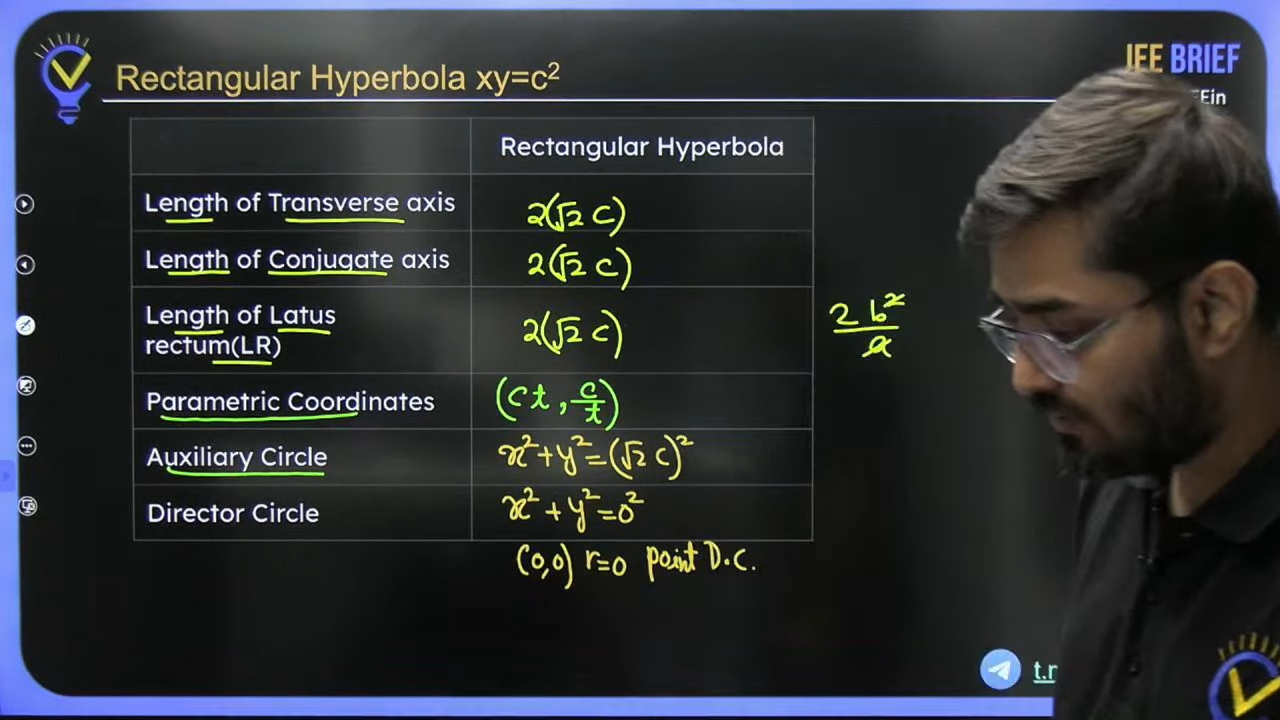 Rectangular Hyperbola xy=c²
JEE BRIEF
Ein
Rectangular Hyperbola
Length of Transverse axis
2(√2 c)
Length of Conjugate axis
2(√2 c)
Length of Latus
rectum(LR)
2(√2 c)
2b²/a
Parametric Coordinates
(ct, c/t)
Auxiliary Circle
x²+y²=(√2 c)²
Director Circle
x²+y²=0²
(0,0) r=0 point D.C.